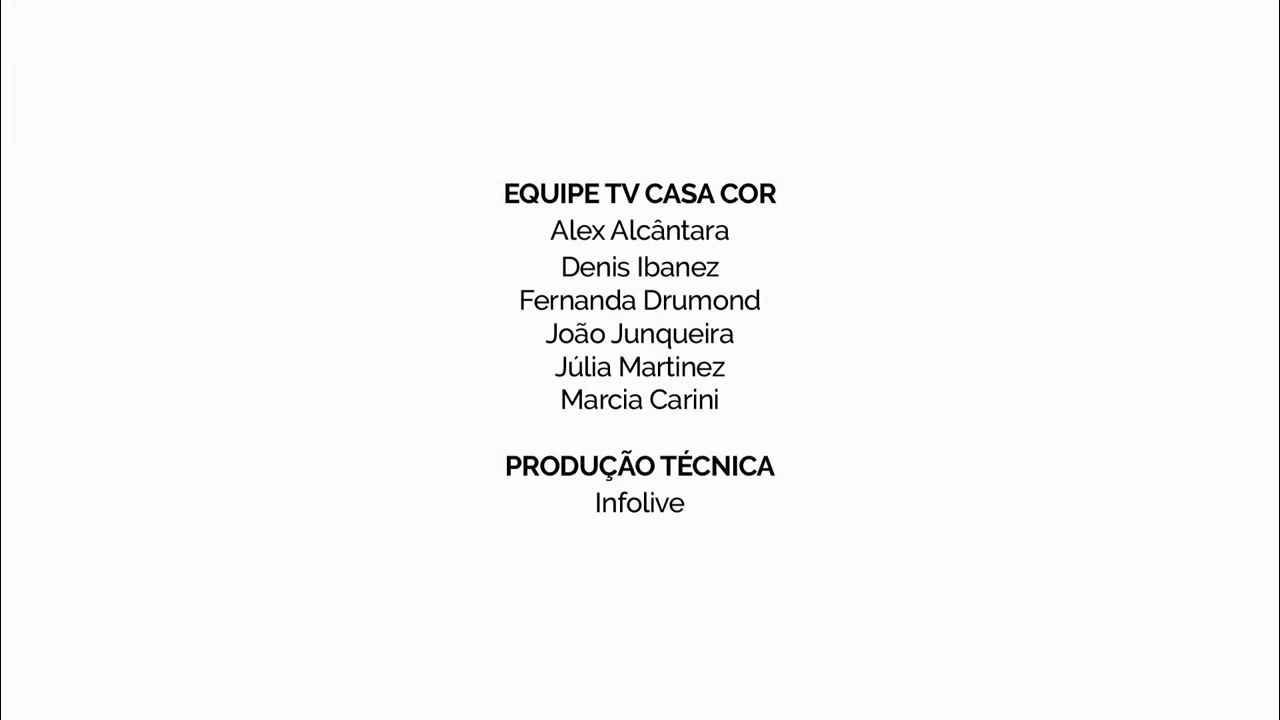 EQUIPE TV CASA COR
Alex Alcântara
Denis Ibanez
Fernanda Drumond
João Junqueira
Júlia Martinez
Marcia Carini
PRODUÇÃO TÉCNICA
Infolive